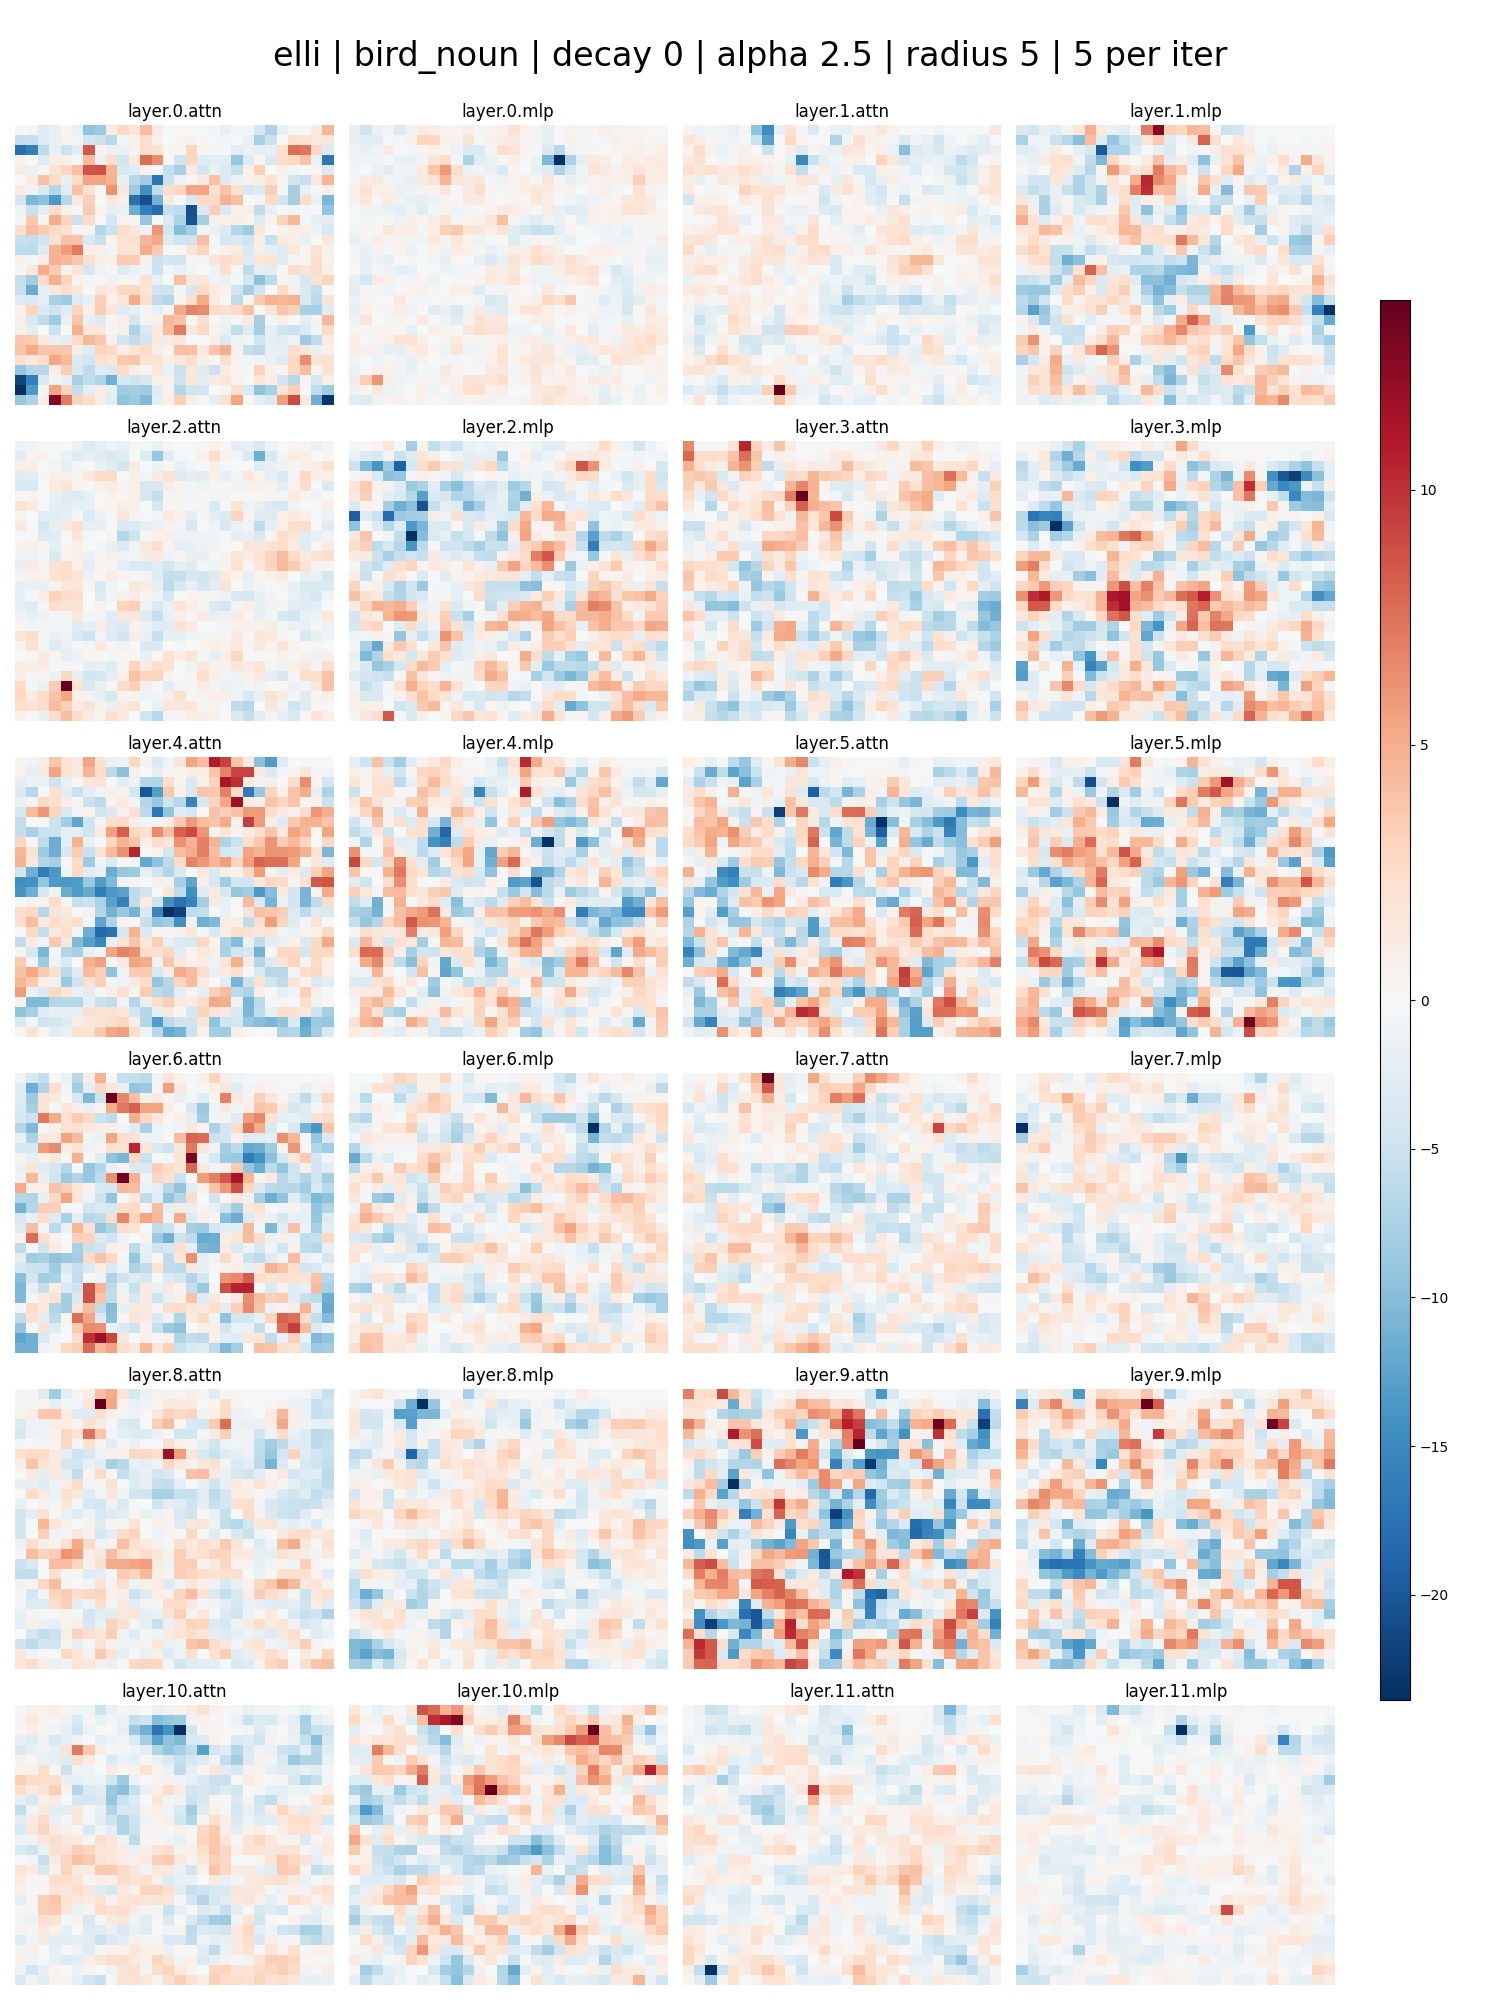 elli | bird_noun | decay 0 | alpha 2.5 | radius 5 | 5 per iter
layer.0.attn layer.0.mlp layer.1.attn layer.1.mlp
layer.2.attn layer.2.mlp layer.3.attn layer.3.mlp
layer.4.attn layer.4.mlp layer.5.attn layer.5.mlp
layer.6.attn layer.6.mlp layer.7.attn layer.7.mlp
layer.8.attn layer.8.mlp layer.9.attn layer.9.mlp
layer.10.attn layer.10.mlp layer.11.attn layer.11.mlp
10
5
0
−5
−10
−15
−20